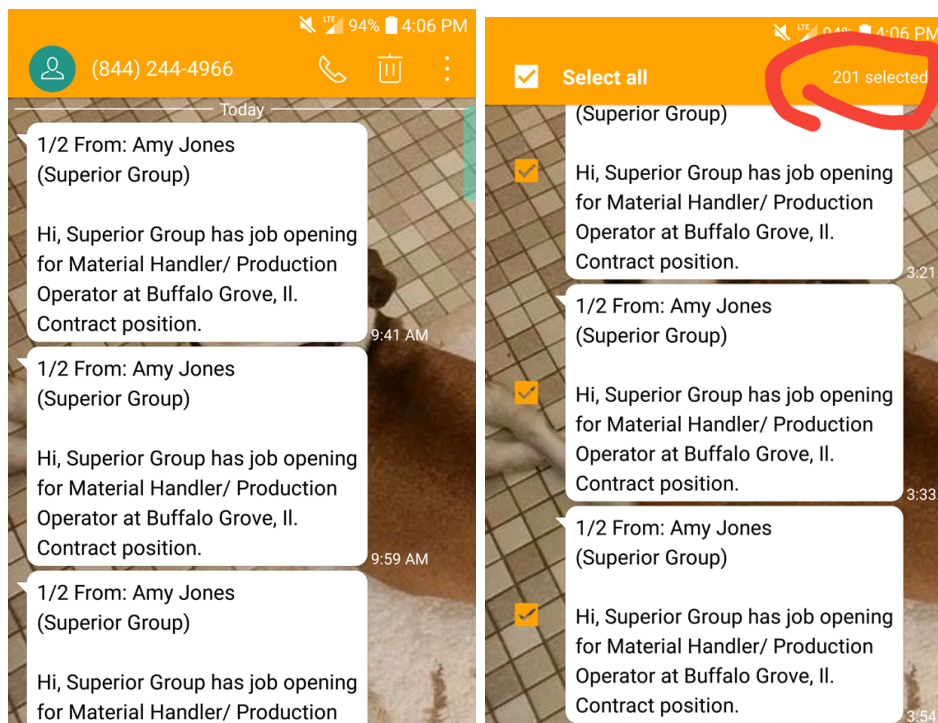 LTE 94% 4:06 PM
(844) 244-4966
Today
1/2 From: Amy Jones
(Superior Group)
Hi, Superior Group has job opening
for Material Handler/ Production
Operator at Buffalo Grove, Il.
Contract position.
9:41 AM
1/2 From: Amy Jones
(Superior Group)
Hi, Superior Group has job opening
for Material Handler/ Production
Operator at Buffalo Grove, Il.
Contract position.
9:59 AM
1/2 From: Amy Jones
(Superior Group)
Hi, Superior Group has job opening
for Material Handler/ Production
LTE 94% 4:06 PM
Select all
201 selected
(Superior Group)
Hi, Superior Group has job opening
for Material Handler/ Production
Operator at Buffalo Grove, Il.
Contract position.
3:21
1/2 From: Amy Jones
(Superior Group)
Hi, Superior Group has job opening
for Material Handler/ Production
Operator at Buffalo Grove, Il.
Contract position.
3:33
1/2 From: Amy Jones
(Superior Group)
Hi, Superior Group has job opening
for Material Handler/ Production
Operator at Buffalo Grove, Il.
Contract position.
3:54